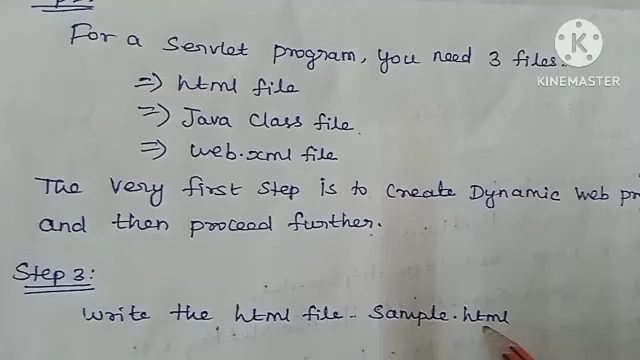 For a Servlet program, you need 3 files.
K
KINEMASTER
=> html file
=> Java class file.
=> web.xml file
The very first step is to create Dynamic web
and then proceed further.
Step 3:
Write the html file - Sample.html